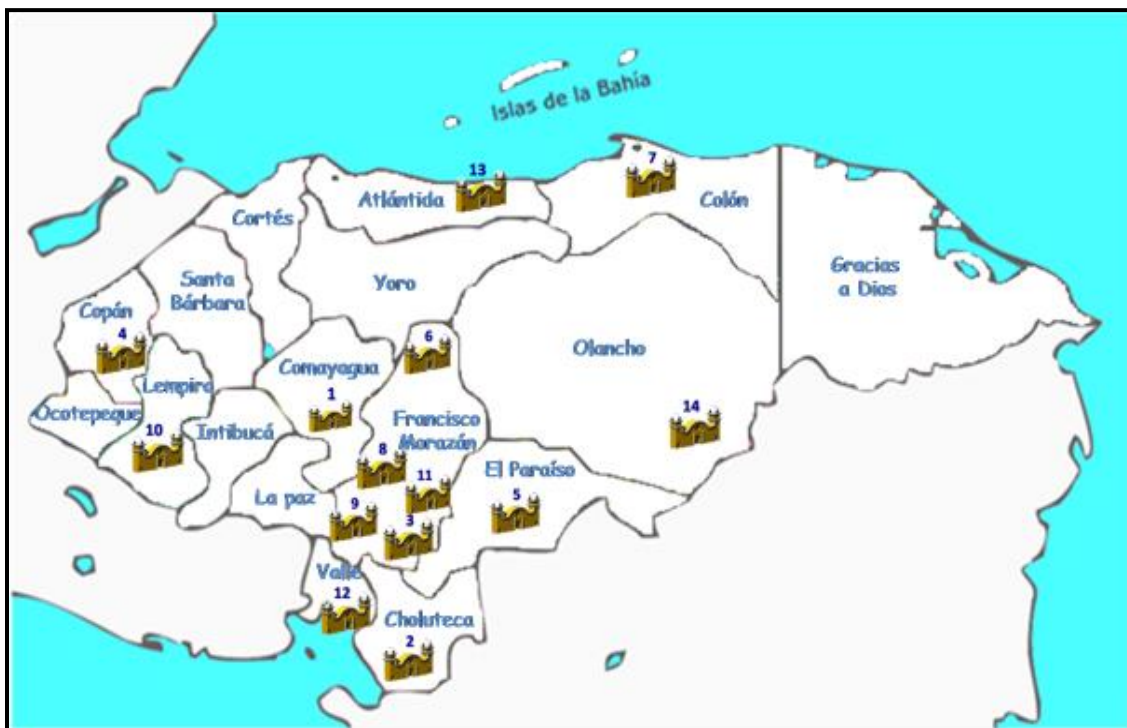 Islas de la Bahía
7
13
Atlántida
Colón
Cortés
Yoro
Gracias
a Dios
Santa
Bárbara
Copán
4
6
Olancho
Comayagua
Lempira
1
Ocotepeque
14
Francisco
Morazán
Intibucá
10
8
El Paraíso
11
La paz
9
5
3
Valle
12
Choluteca
2